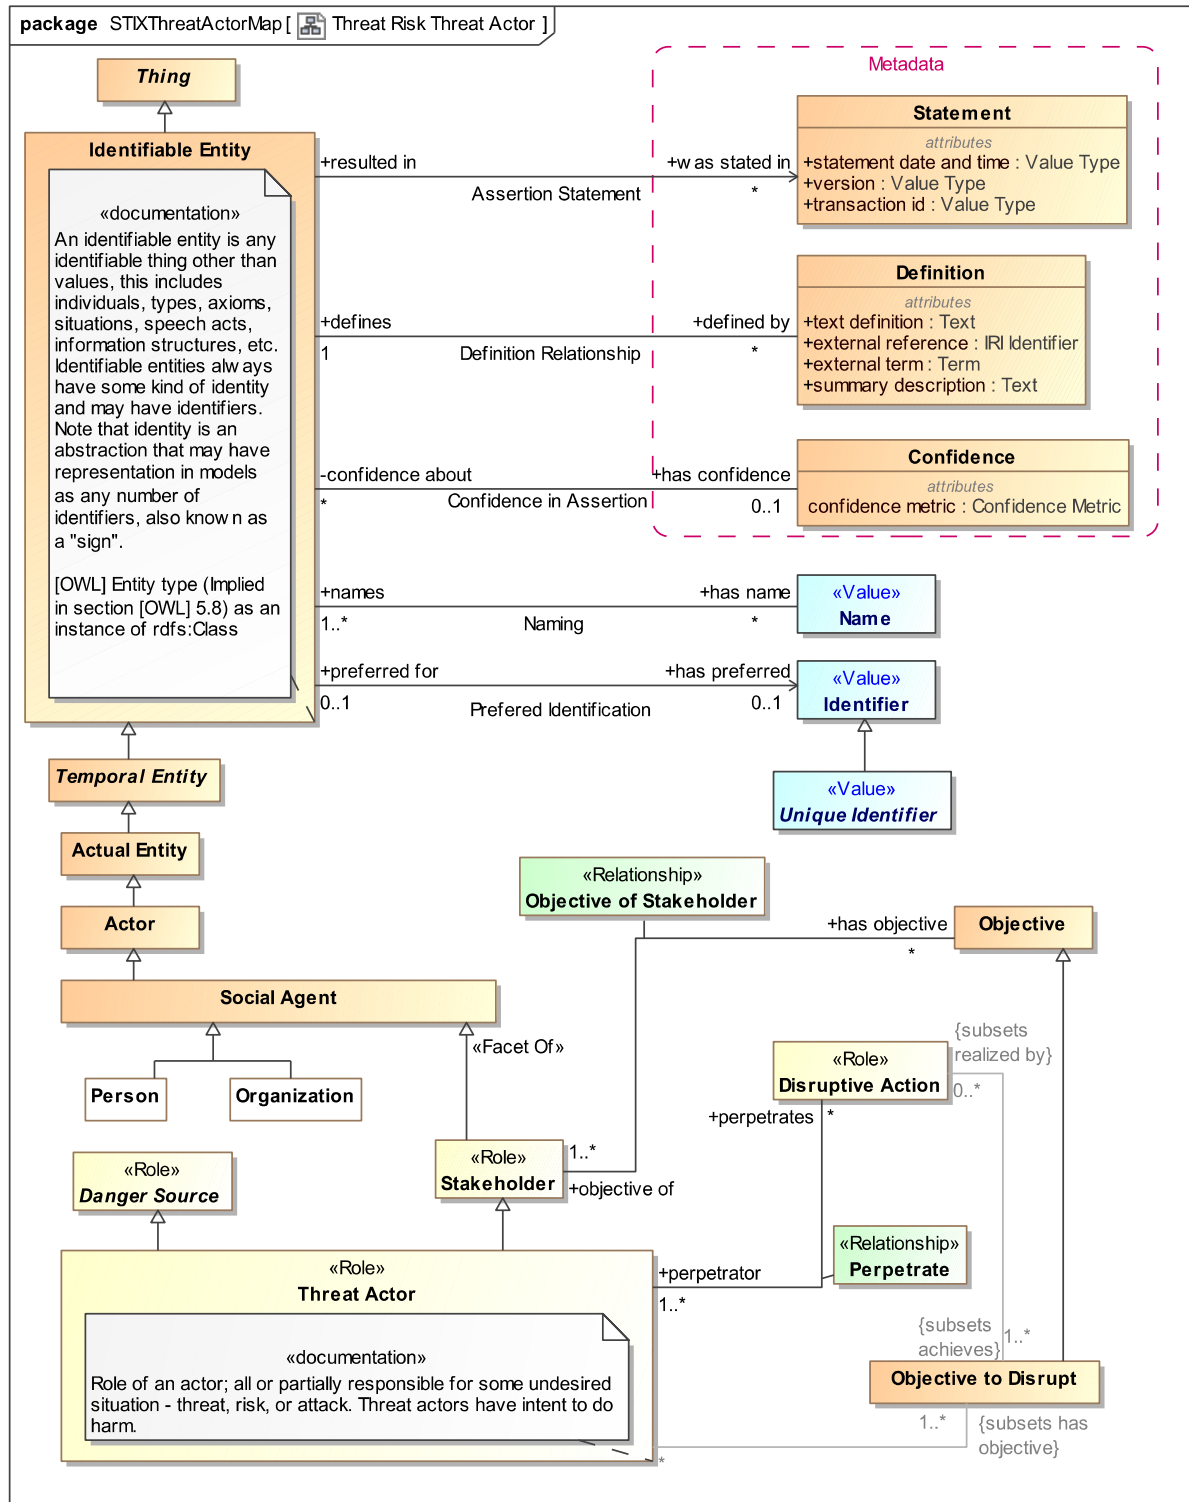 package STIXThreatActorMap [ Threat Risk Threat Actor ]
Metadata
Thing
Statement
attributes
+statement date and time : Value Type
+version : Value Type
+transaction id : Value Type
Identifiable Entity
«documentation»
An identifiable entity is any
identifiable thing other than
values, this includes
individuals, types, axioms,
situations, speech acts,
information structures, etc.
Identifiable entities always
have some kind of identity
and may have identifiers.
Note that identity is an
abstraction that may have
representation in models
as any number of
identifiers, also known as
a "sign".
[OWL] Entity type (Implied
in section [OWL] 5.8) as an
instance of rdfs:Class
+resulted in
+was stated in
Assertion Statement
*
Definition
attributes
+text definition : Text
+external reference : IRI Identifier
+external term : Term
+summary description : Text
+defines
+defined by
1
Definition Relationship
*
Confidence
attributes
confidence metric : Confidence Metric
-confidence about
+has confidence
*
Confidence in Assertion
0..1
+names
+has name
1..*
Naming
*
«Value»
Name
+preferred for
+has preferred
0..1
Prefered Identification
0..1
«Value»
Identifier
«Value»
Unique Identifier
Temporal Entity
Actual Entity
Actor
Social Agent
Person
Organization
«Facet Of»
«Relationship»
Objective of Stakeholder
+has objective
*
Objective
{subsets
realized by}
0..*
«Role»
Disruptive Action
+perpetrates
*
«Role»
Stakeholder
1..*
+objective of
«Role»
Danger Source
«Relationship»
Perpetrate
+perpetrator
1..*
«Role»
Threat Actor
«documentation»
Role of an actor; all or partially responsible for some undesired
situation - threat, risk, or attack. Threat actors have intent to do
harm.
{subsets
achieves}
1..*
Objective to Disrupt
1..*
{subsets has
objective}
*